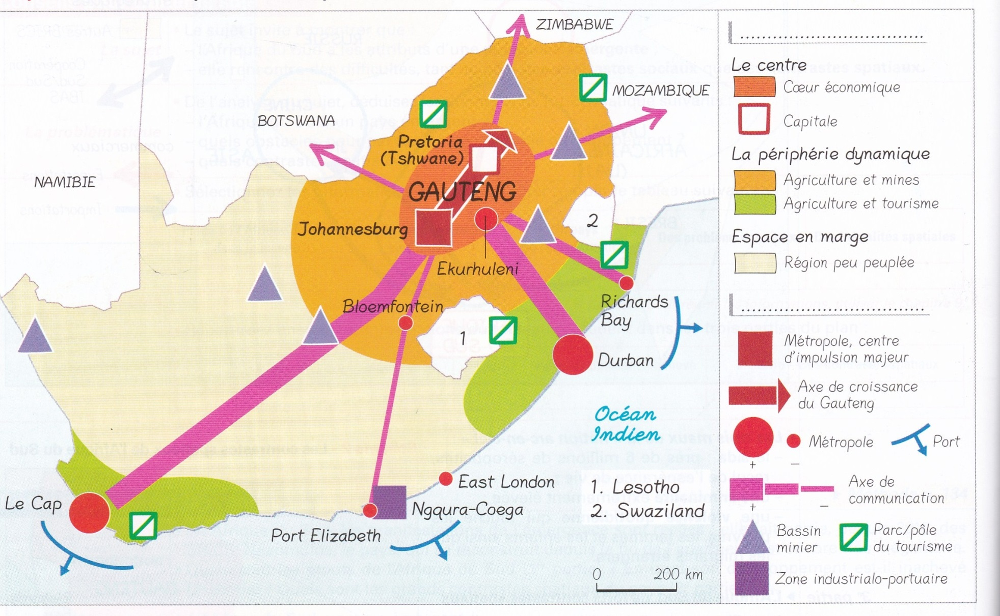 ZIMBABWE
MOZAMBIQUE
BOTSWANA
NAMIBIE
Pretoria
(Tshwane)
GAUTENG
Johannesburg
2
Ekurhuleni
Bloemfontein
1
Richards
Bay
Durban
Océan
Indien
East London
Le Cap
Ngqura-Coega
Port Elizabeth
1. Lesotho
2. Swaziland
0 200 km
Le centre
Cœur économique
Capitale
La périphérie dynamique
Agriculture et mines
Agriculture et tourisme
Espace en marge
Région peu peuplée
Métropole, centre
d'impulsion majeur
Axe de croissance
du Gauteng
Métropole
+ –
Port
Axe de
communication
+ –
Bassin
minier
Parc/pôle
du tourisme
Zone industrialo-portuaire